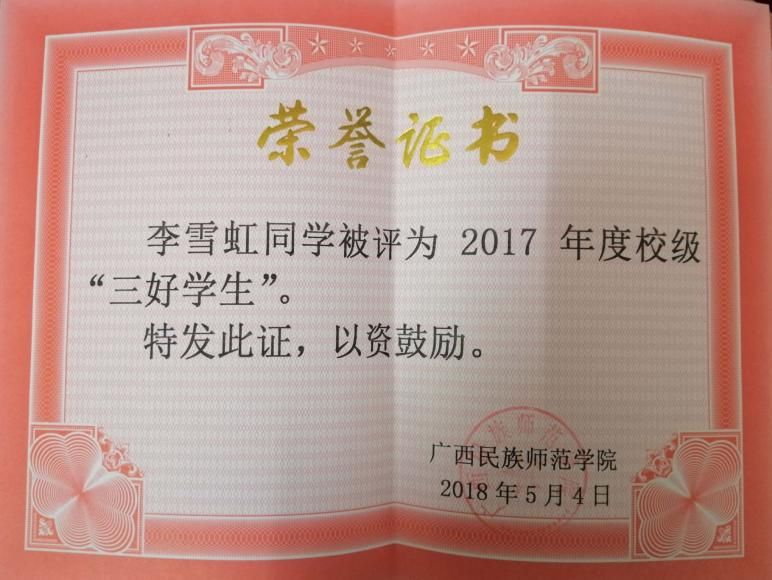 荣誉证书
李雪虹同学被评为 2017 年度校级
“三好学生”。
特发此证，以资鼓励。
广西民族师范学院
2018 年 5 月 4 日